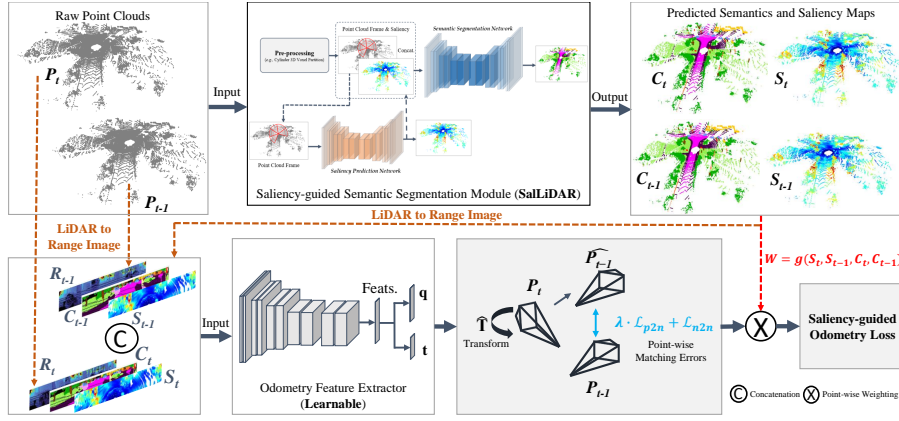 Raw Point Clouds
P_t
P_{t-1}
Input
Pre-processing
(e.g., Cylinder 3D Voxel Partition)
Point Cloud Frame & Saliency
Concat.
Semantic Segmentation Network
Point Cloud Frame
Saliency Prediction Network
Saliency-guided Semantic Segmentation Module (SalLiDAR)
Output
Predicted Semantics and Saliency Maps
C_t
S_t
C_{t-1}
S_{t-1}
LiDAR to
Range Image
LiDAR to Range Image
W = g(S_t, S_{t-1}, C_t, C_{t-1})
R_{t-1}
C_{t-1}
S_{t-1}
C
R_t
C_t
S_t
Input
Feats.
q
t
Odometry Feature Extractor
(Learnable)
P_t
\hat{T}
Transform
\hat{P_{t-1}}
λ · ℒ_{p2n} + ℒ_{n2n}
Point-wise
Matching Errors
P_{t-1}
X
Saliency-guided
Odometry Loss
C Concatenation X Point-wise Weighting